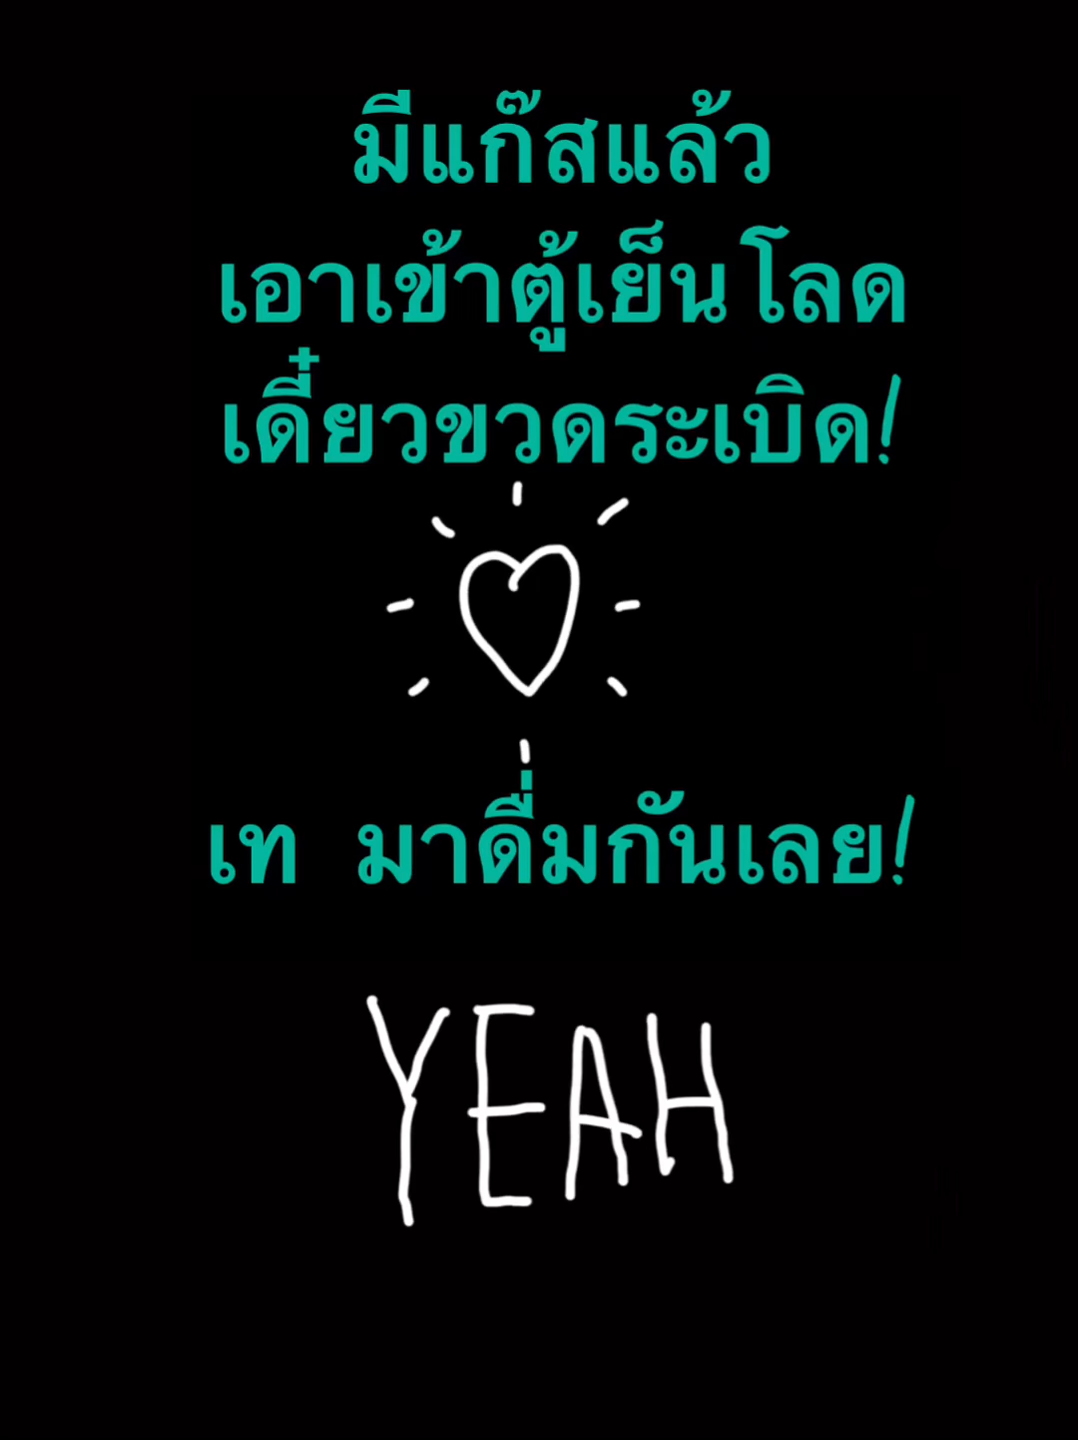 มีแก๊สแล้ว
เอาเข้าตู้เย็นโลด
เดี๋ยวขวดระเบิด!
เท มาดื่มกันเลย!
YEAH